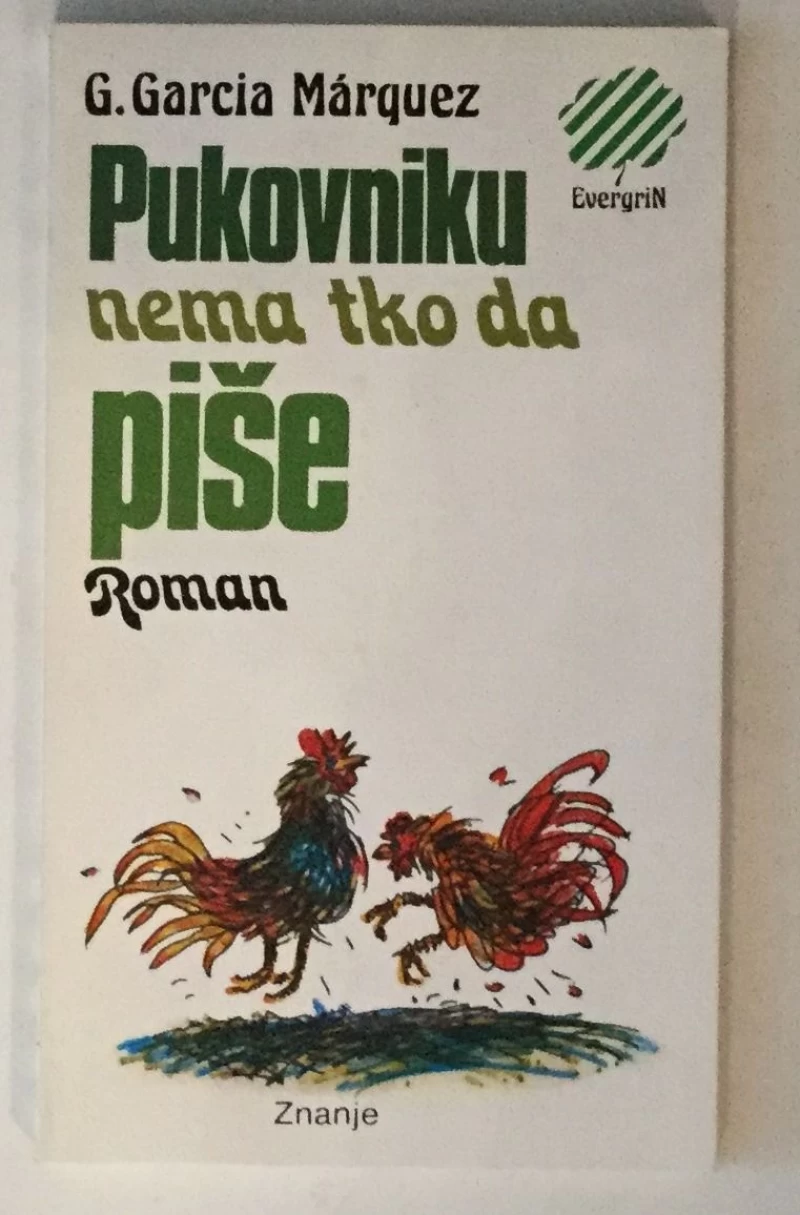 G. Garcia Márquez
EvergriN
Pukovniku
nema tko da
piše
Roman
Znanje